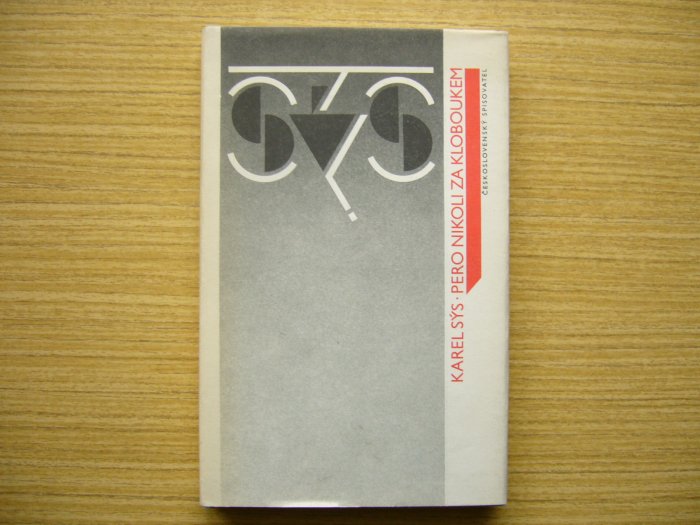 SÝS
KAREL SÝS · PERO NIKOLI ZA KLOBOUKEM
ČESKOSLOVENSKÝ SPISOVATEL